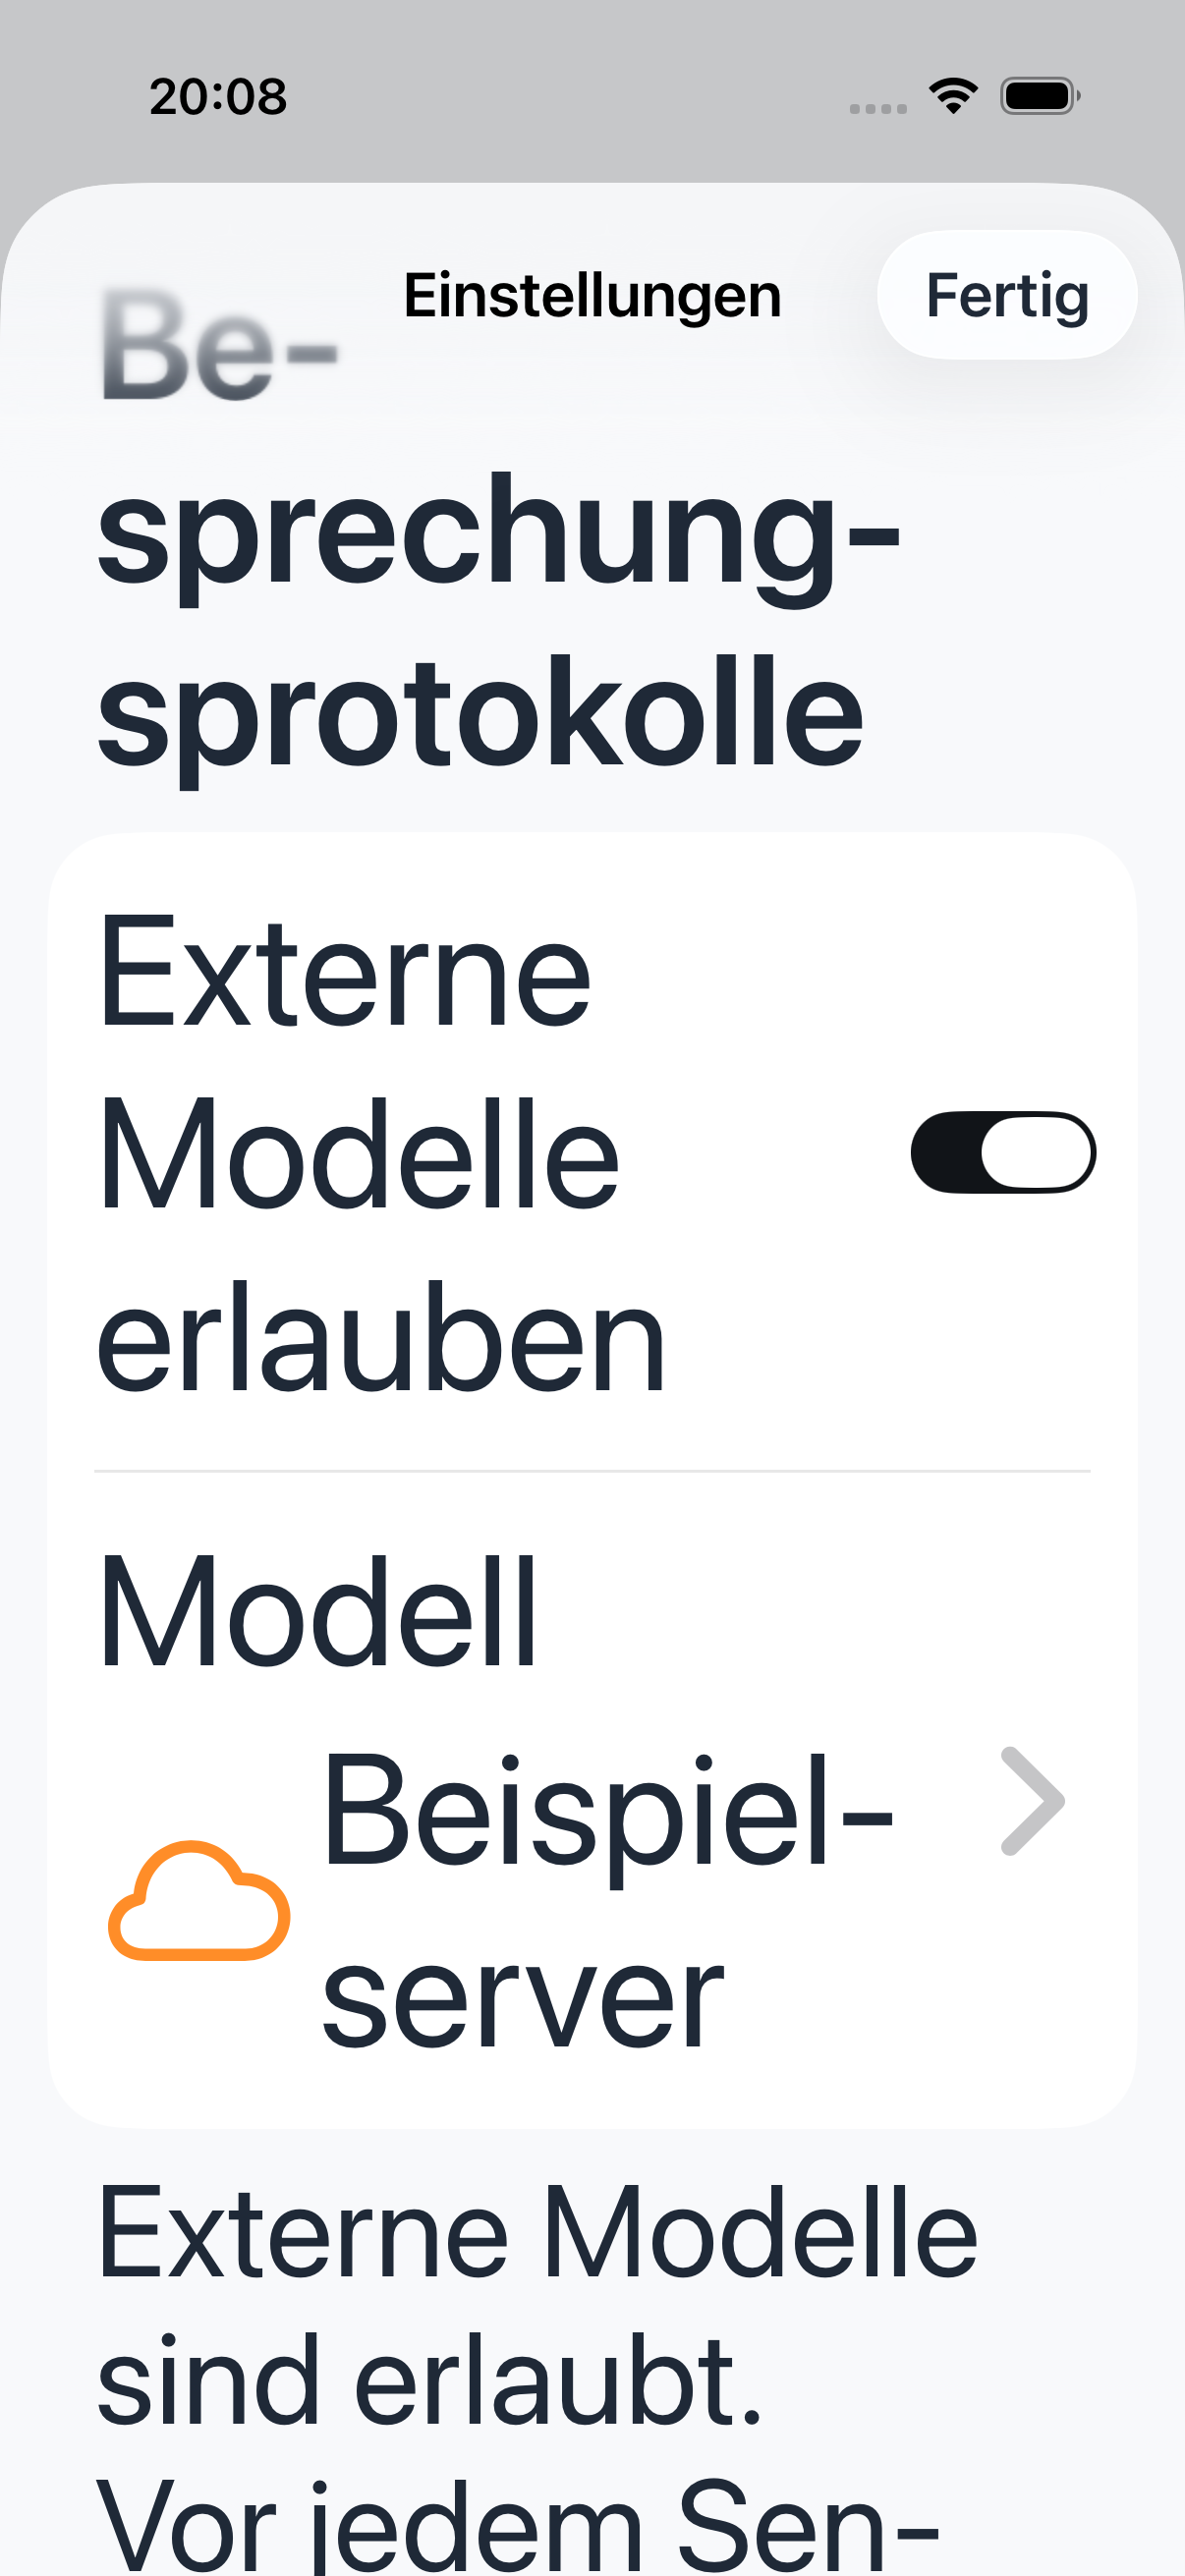 20:08
Einstellungen
Fertig
Be-
sprechung-
sprotokolle
Externe
Modelle
erlauben
Modell
Beispiel-
server
Externe Modelle
sind erlaubt.
Vor jedem Sen-